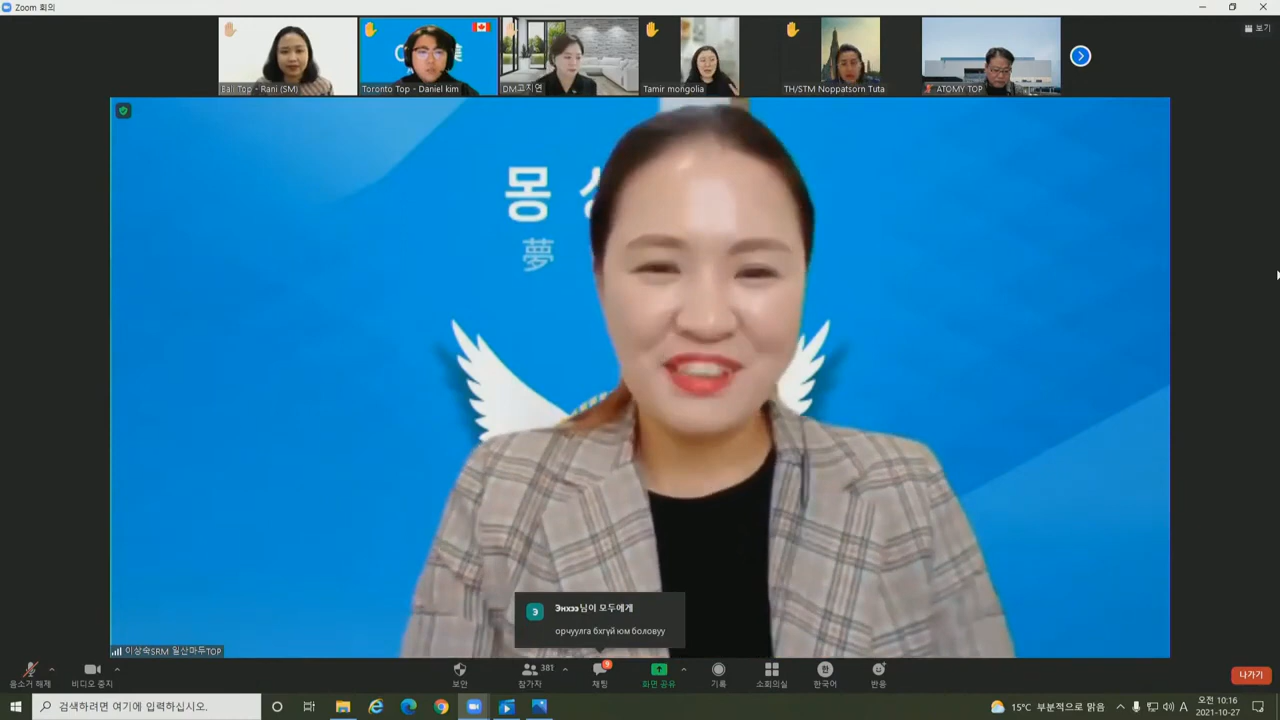 Zoom 회의
보기
Bali Top - Rani (SM)
Toronto Top - Daniel kim
DM고지연
Tamir mongolia
TH/STM Noppatsorn Tuta
ATOMY TOP
몽
夢
Энхээ님이 모두에게
орчуулга бхгүй юм боловуу
이상숙SRM 일산마두TOP
음소거 해제
비디오 중지
보안
381
참가자
9
채팅
화면 공유
기록
소회의실
한
한국어
반응
나가기
검색하려면 여기에 입력하십시오.
15°C 부분적으로 맑음
A
오전 10:16
2021-10-27